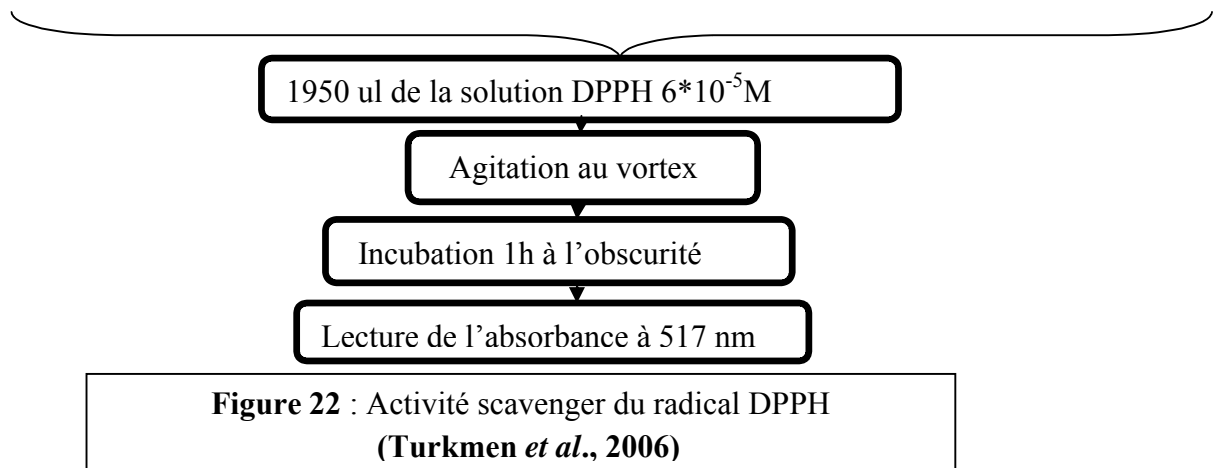 1950 ul de la solution DPPH 6*10⁻⁵M
Agitation au vortex
Incubation 1h à l’obscurité
Lecture de l’absorbance à 517 nm
Figure 22 : Activité scavenger du radical DPPH
(Turkmen et al., 2006)